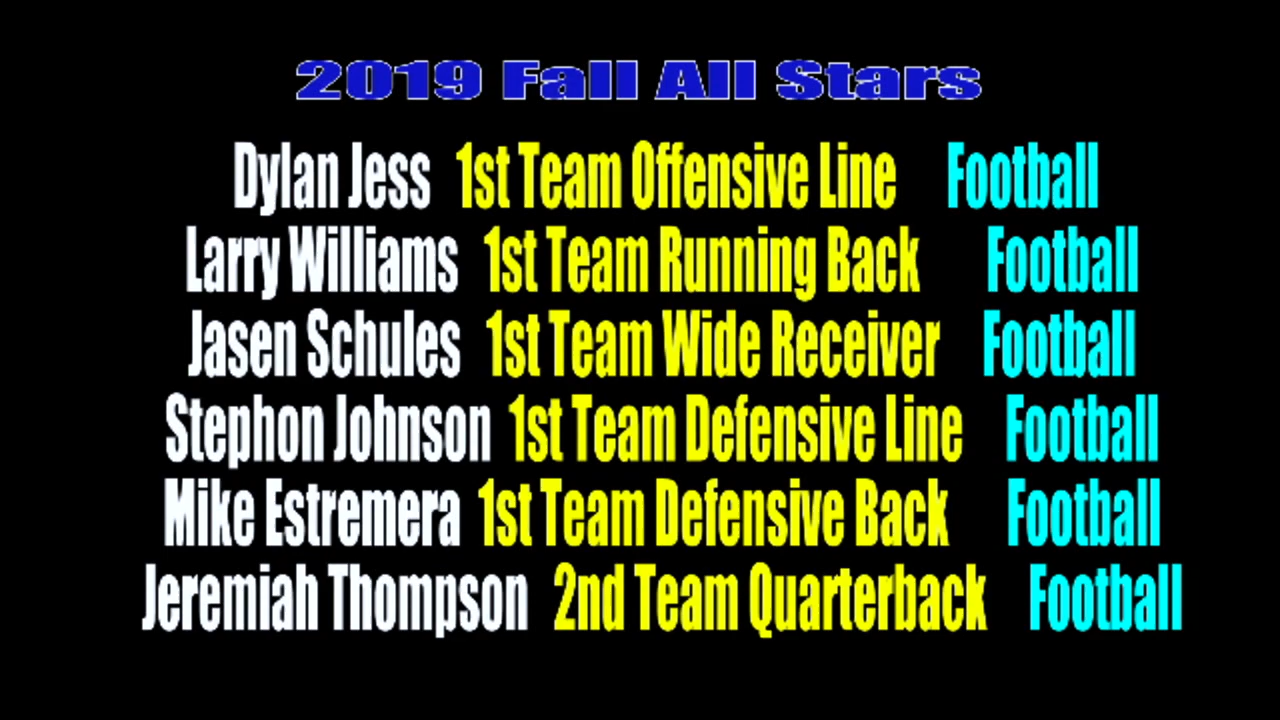 2019 Fall All Stars
Dylan Jess 1st Team Offensive Line Football
Larry Williams 1st Team Running Back Football
Jasen Schules 1st Team Wide Receiver Football
Stephon Johnson 1st Team Defensive Line Football
Mike Estremera 1st Team Defensive Back Football
Jeremiah Thompson 2nd Team Quarterback Football